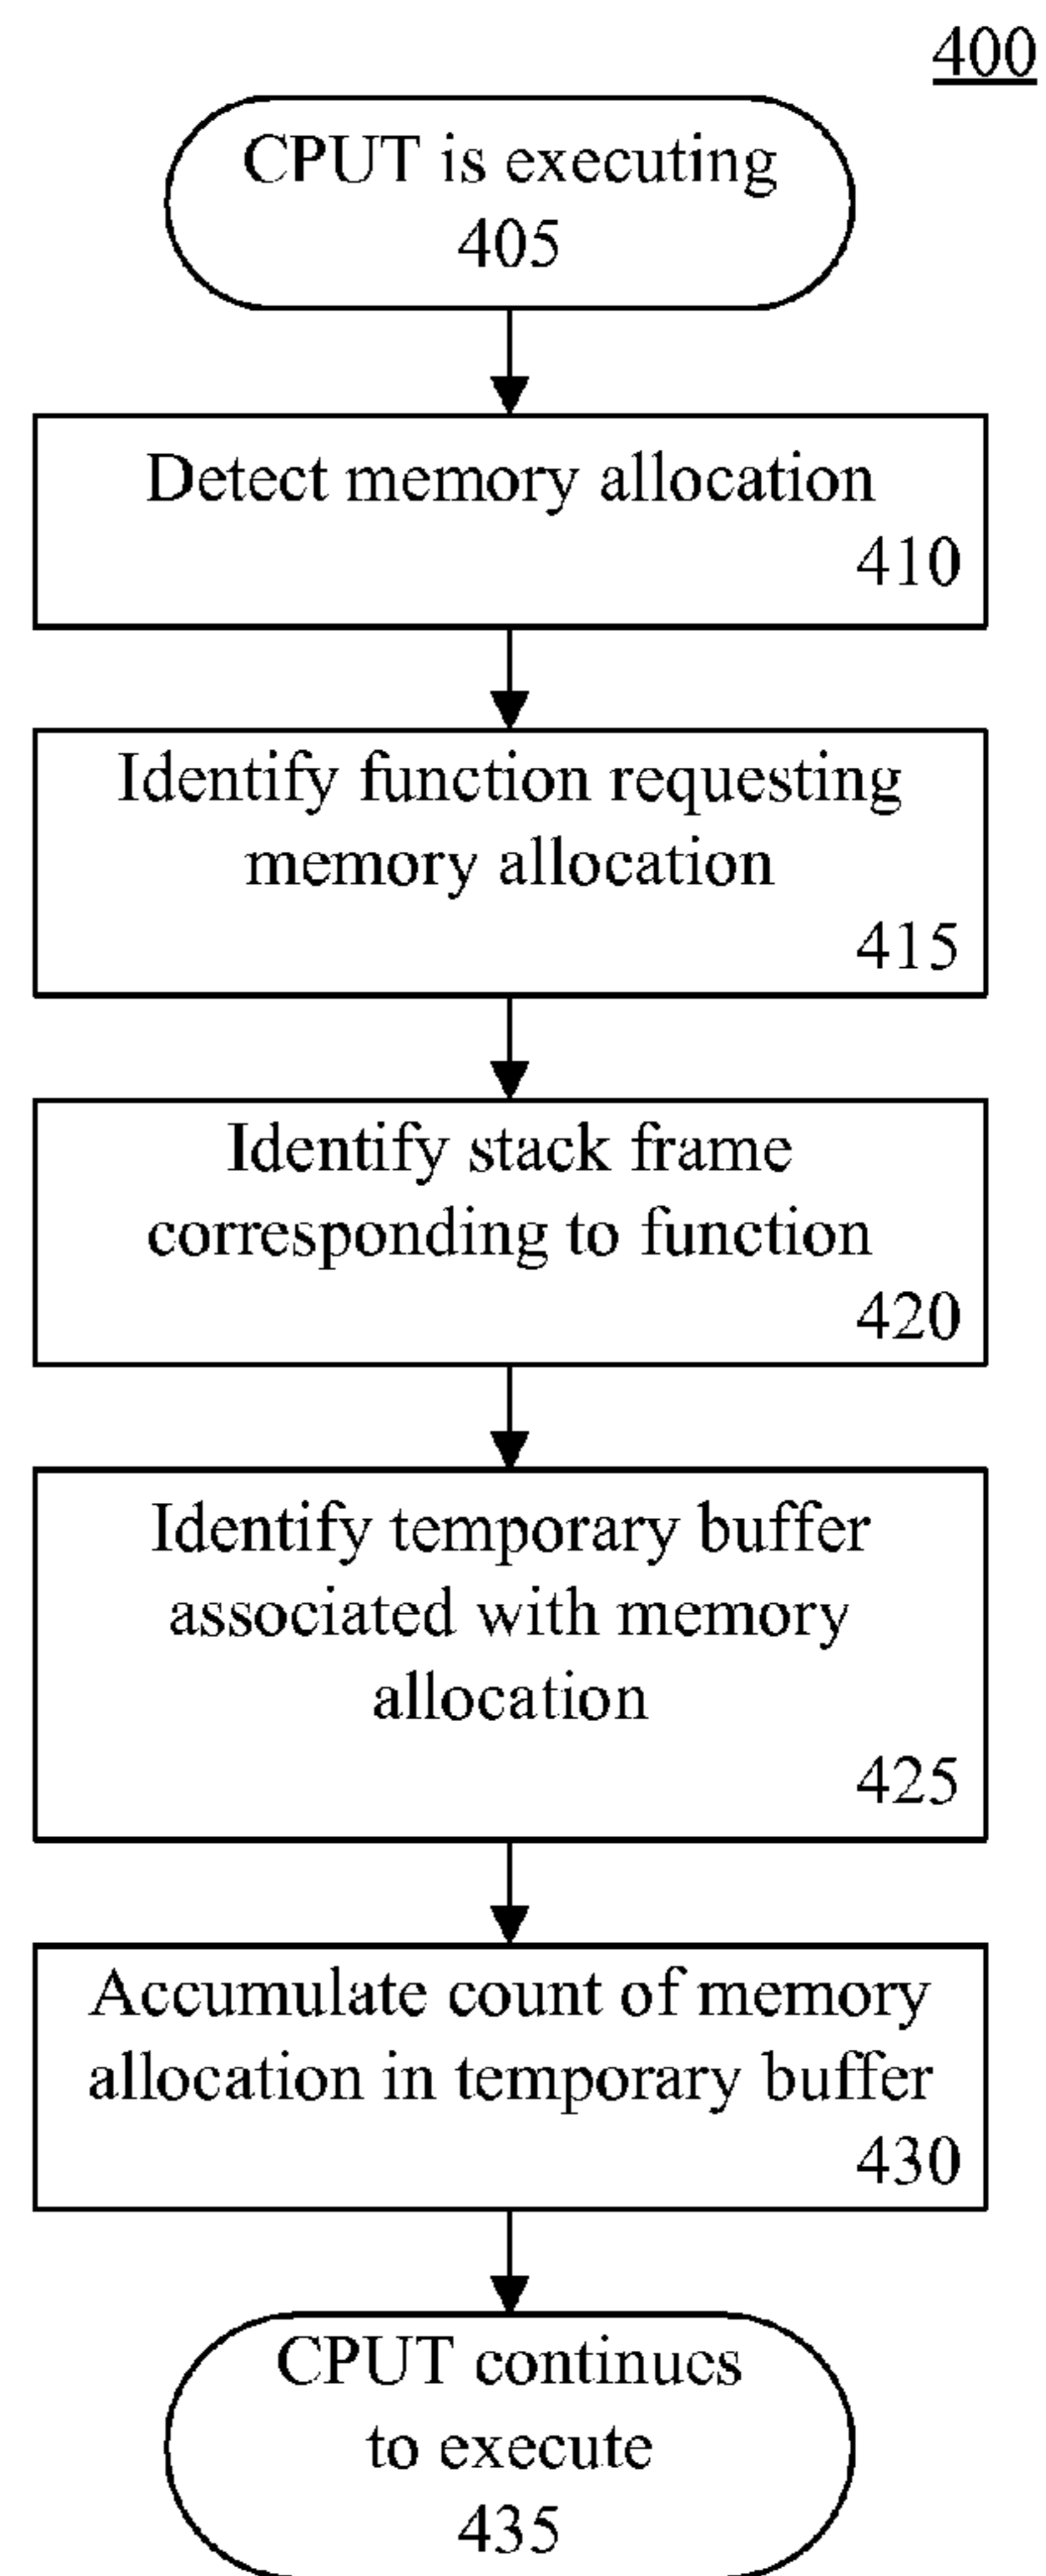 400
CPUT is executing
405
Detect memory allocation
410
Identify function requesting
memory allocation
415
Identify stack frame
corresponding to function
420
Identify temporary buffer
associated with memory
allocation
425
Accumulate count of memory
allocation in temporary buffer
430
CPUT continues
to execute
435